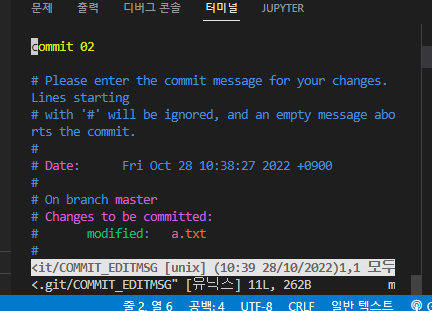 문제 출력 디버그 콘솔 터미널 JUPYTER
commit 02
# Please enter the commit message for your changes.
Lines starting
# with '#' will be ignored, and an empty message abo
rts the commit.
#
# Date: Fri Oct 28 10:38:27 2022 +0900
#
# On branch master
# Changes to be committed:
# modified: a.txt
#
<it/COMMIT_EDITMSG [unix] (10:39 28/10/2022)1,1 모두
<.git/COMMIT_EDITMSG" [유닉스] 11L, 262B m
줄 2, 열 6 공백: 4 UTF-8 CRLF 일반 텍스트